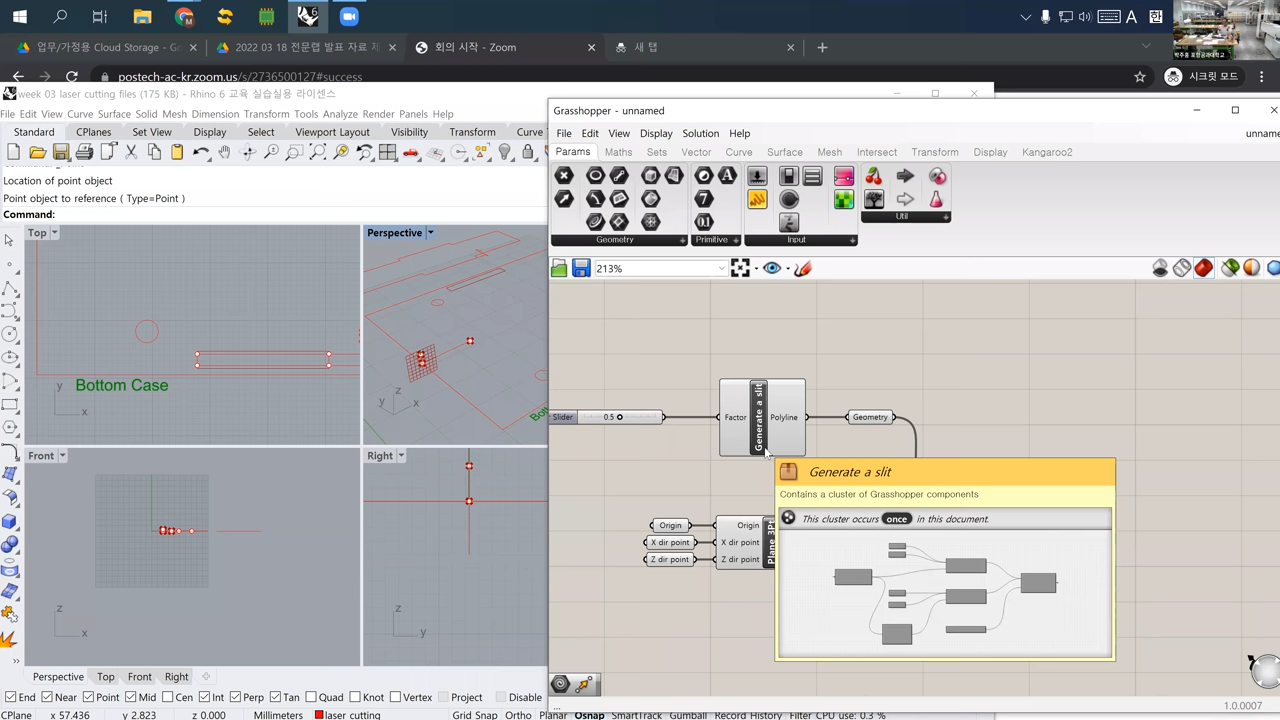 A
한
업무/가정용 Cloud Storage - G
2022 03 18 전문랩 발표 자료 제
회의 시작 - Zoom
새 탭
postech-ac-kr.zoom.us/s/2736500127#success
시크릿 모드
week 03 laser cutting files (175 KB) - Rhino 6 교육 실습실용 라이센스
File Edit View Curve Surface Solid Mesh Dimension Transform Tools Analyze Render Panels Help
Standard CPlanes Set View Display Select Viewport Layout Visibility Transform Curve
Location of point object
Point object to reference ( Type=Point )
Command:
Top
Perspective
Bottom Case
y
x
z
y
x
Bott
Front
Right
z
x
z
y
Perspective Top Front Right
End Near Point Mid Cen Int Perp Tan Quad Knot Vertex Project Disable
CPlane x 57.436 y 2.823 z 0.000 Millimeters laser cutting Grid Snap Ortho Planar Osnap SmartTrack Gumball Record History Filter CPU use: 0.3 %
Grasshopper - unnamed
File Edit View Display Solution Help
unname
Params Maths Sets Vector Curve Surface Mesh Intersect Transform Display Kangaroo2
Geometry Primitive Input Util
213%
Slider 0.5
Factor Generate a slit Polyline
Geometry
Origin Origin
X dir point X dir point
Z dir point Z dir point
Generate a slit
Contains a cluster of Grasshopper components
This cluster occurs once in this document.
...
1.0.0007